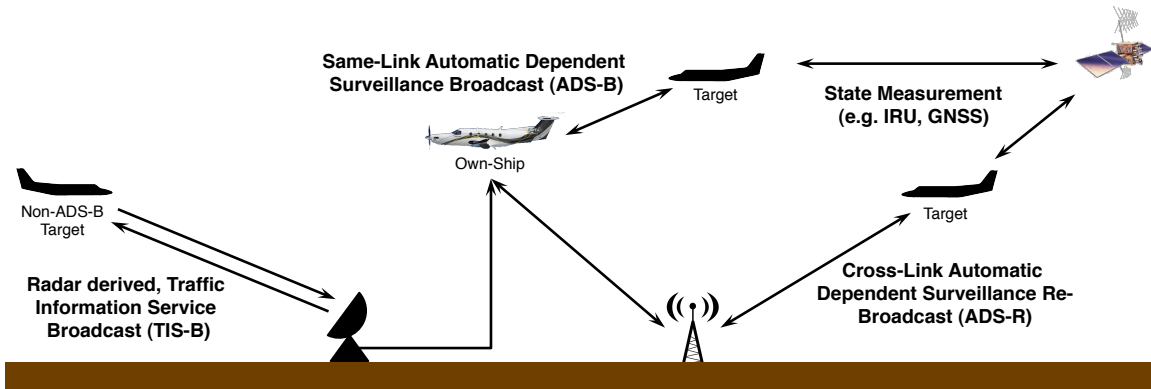 Same-Link Automatic Dependent
Surveillance Broadcast (ADS-B)
Target
State Measurement
(e.g. IRU, GNSS)
Own-Ship
Non-ADS-B
Target
Target
Radar derived, Traffic
Information Service
Broadcast (TIS-B)
Cross-Link Automatic
Dependent Surveillance Re-
Broadcast (ADS-R)